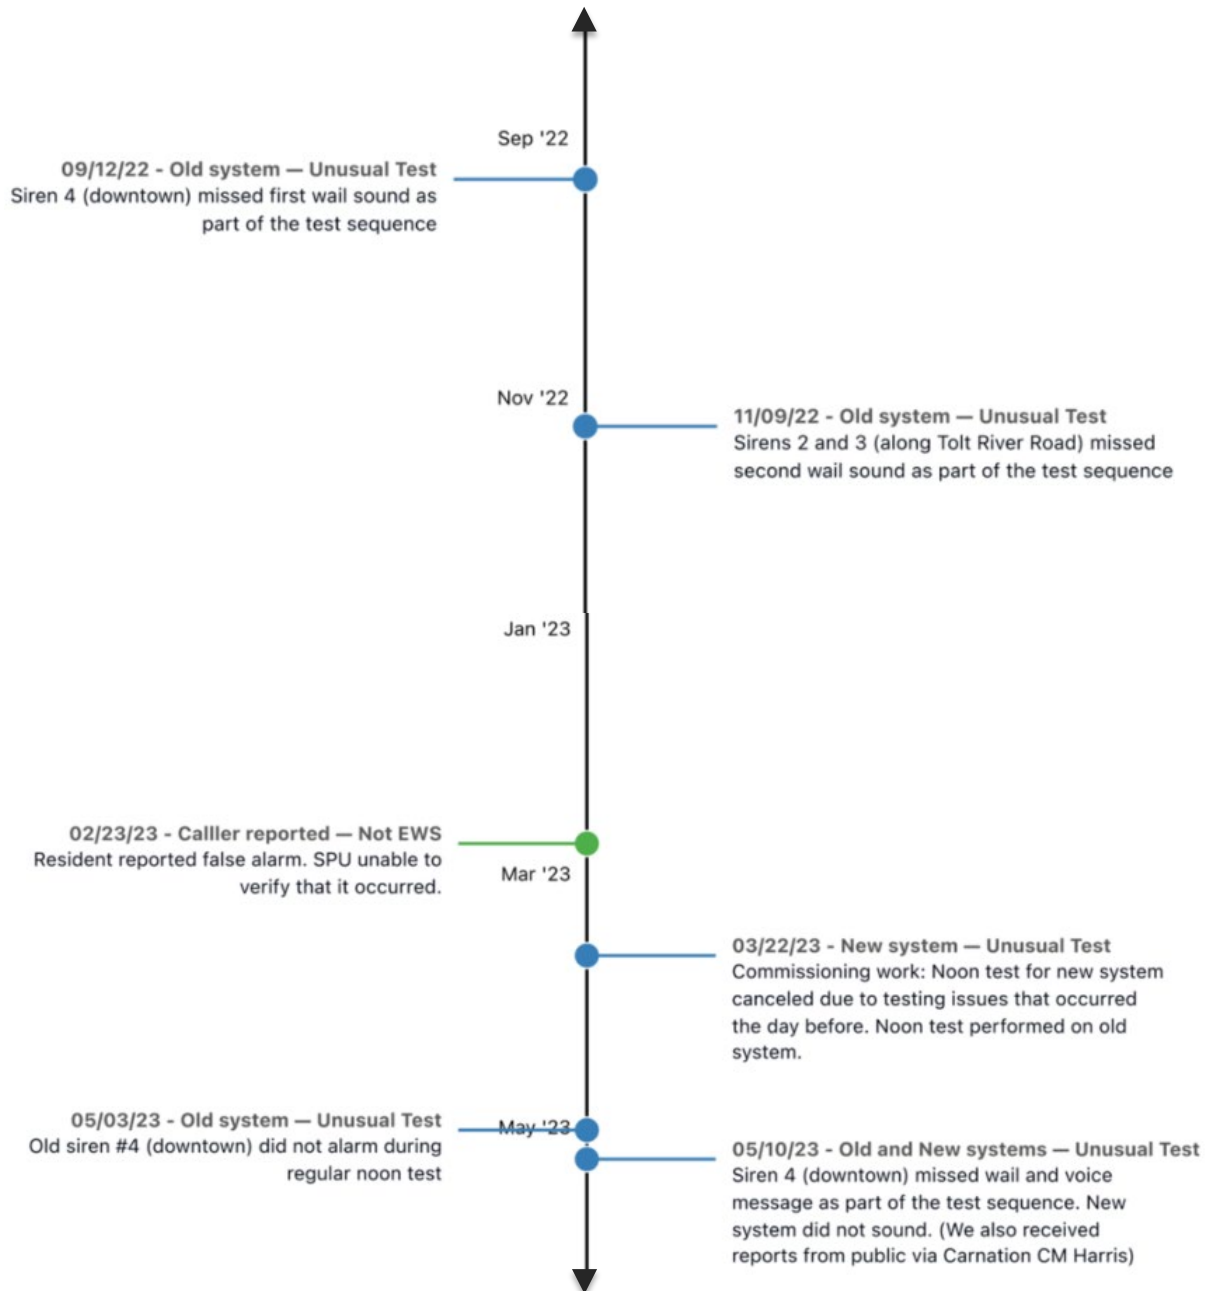 Sep '22
09/12/22 - Old system — Unusual Test
Siren 4 (downtown) missed first wail sound as
part of the test sequence
Nov '22
11/09/22 - Old system — Unusual Test
Sirens 2 and 3 (along Tolt River Road) missed
second wail sound as part of the test sequence
Jan '23
02/23/23 - Calller reported — Not EWS
Resident reported false alarm. SPU unable to
verify that it occurred.
Mar '23
03/22/23 - New system — Unusual Test
Commissioning work: Noon test for new system
canceled due to testing issues that occurred
the day before. Noon test performed on old
system.
May '23
05/03/23 - Old system — Unusual Test
Old siren #4 (downtown) did not alarm during
regular noon test
05/10/23 - Old and New systems — Unusual Test
Siren 4 (downtown) missed wail and voice
message as part of the test sequence. New
system did not sound. (We also received
reports from public via Carnation CM Harris)